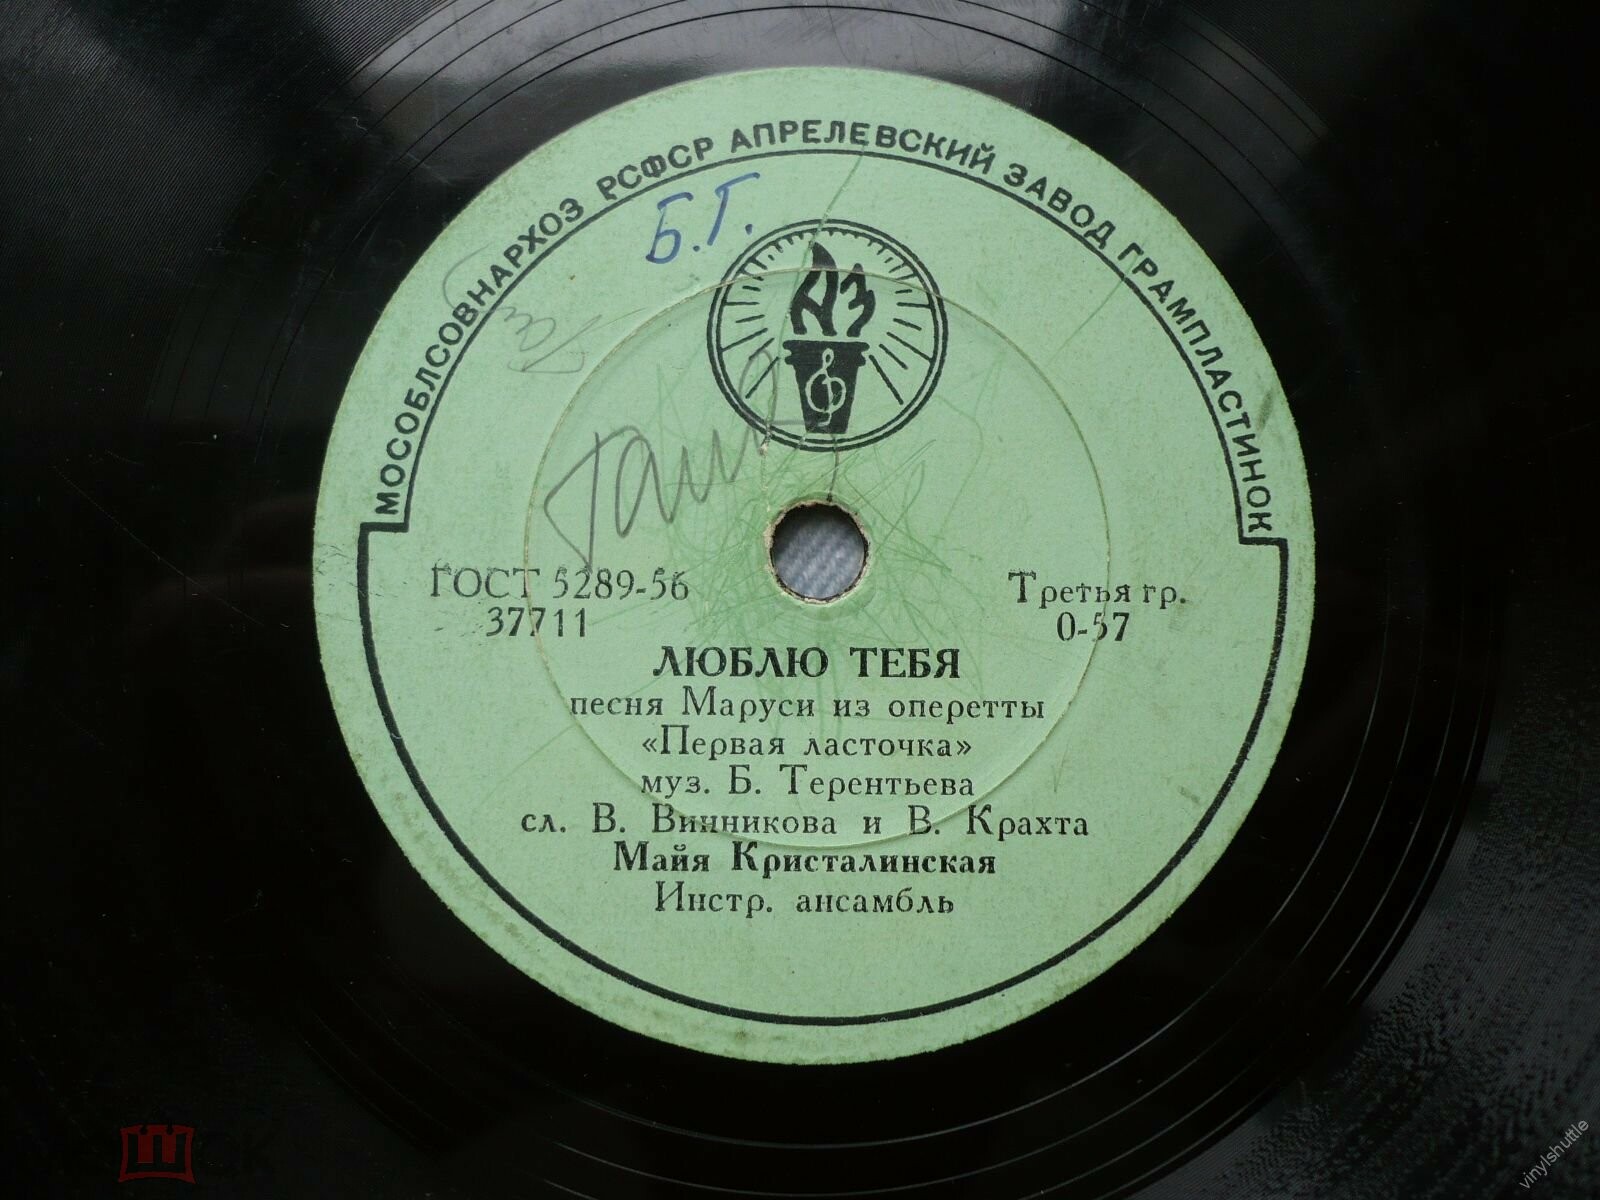 МОСОБЛСОВНАРХОЗ РСФСР АПРЕЛЕВСКИЙ ЗАВОД ГРАМПЛАСТИНОК
Б.Г.
АЗ
ГОСТ 5289-56
37711
Третья гр.
0-57
ЛЮБЛЮ ТЕБЯ
песня Маруси из оперетты
«Первая ласточка»
муз. Б. Терентьева
сл. В. Винникова и В. Крахта
Майя Кристалинская
Инстр. ансамбль
vinylshuttle